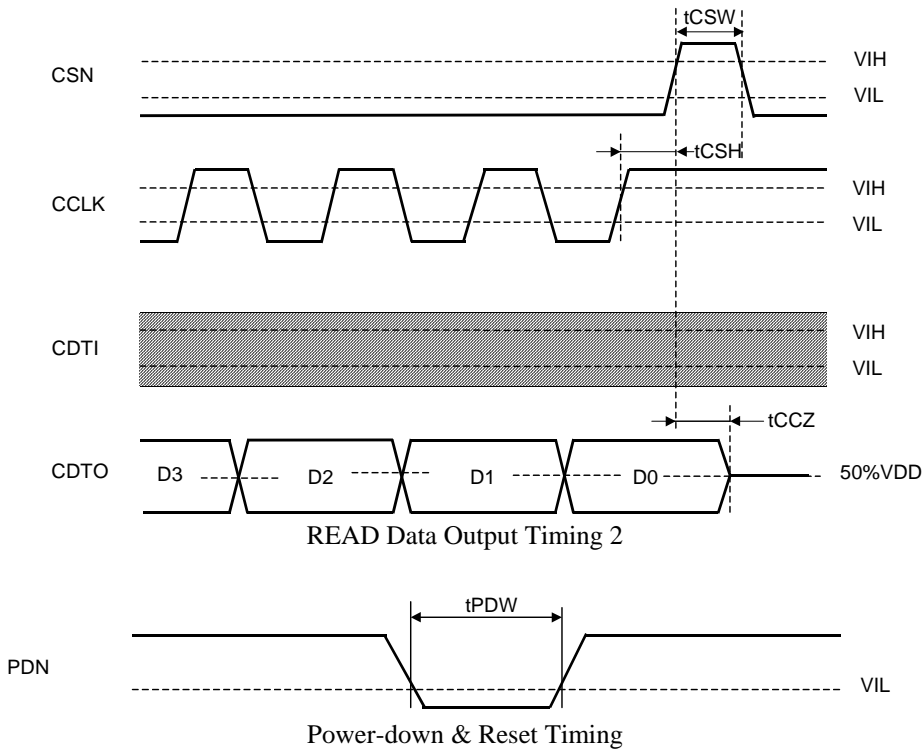 tCSW
CSN
VIH
VIL
tCSH
CCLK
VIH
VIL
CDTI
VIH
VIL
tCCZ
CDTO
D3
D2
D1
D0
50%VDD
READ Data Output Timing 2
tPDW
PDN
VIL
Power-down & Reset Timing